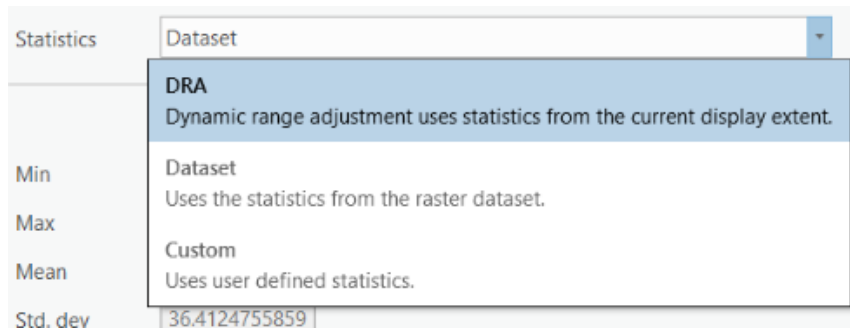 Statistics Dataset
DRA
Dynamic range adjustment uses statistics from the current display extent.
Dataset
Uses the statistics from the raster dataset.
Min
Max
Custom
Uses user defined statistics.
Mean
Std. dev 36.4124755859